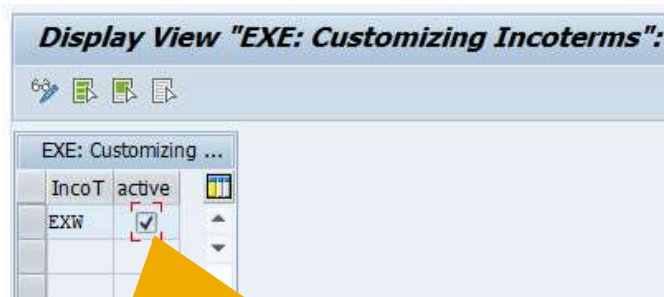 Display View "EXE: Customizing Incoterms":
EXE: Customizing ...
IncoT active
EXW